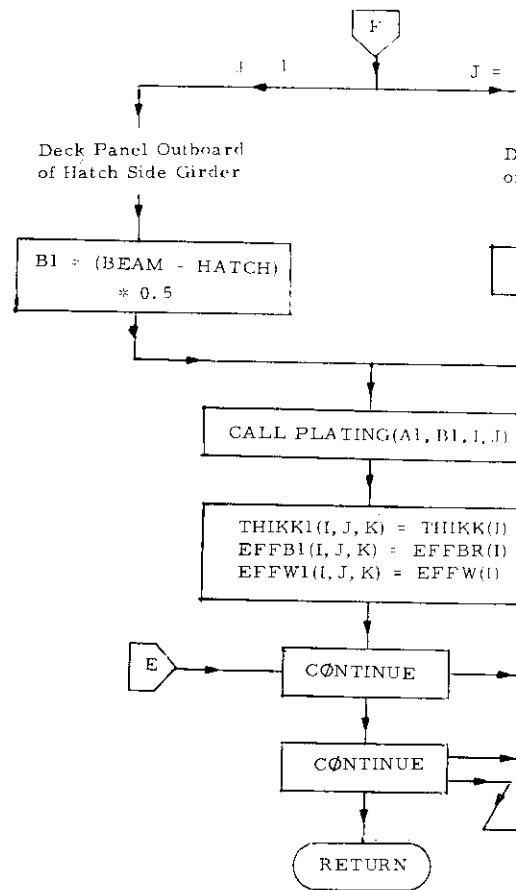 F
J 1
J =
Deck Panel Outboard
of Hatch Side Girder
D
of
B1 = (BEAM - HATCH)
* 0.5
CALL PLATING(A1, B1, I, J)
THIKK1(I, J, K) = THIKK(I)
EFFB1(I, J, K) = EFFBR(I)
EFFW1(I, J, K) = EFFW(I)
E
CØNTINUE
CØNTINUE
RETURN